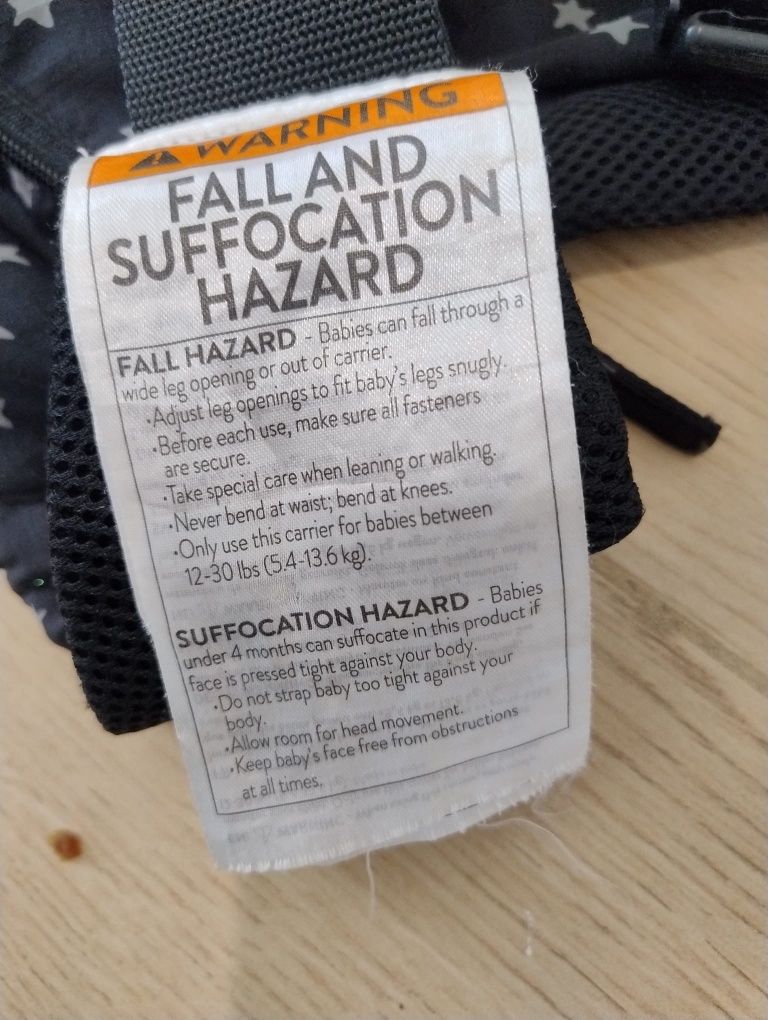 WARNING
FALL AND
SUFFOCATION
HAZARD
FALL HAZARD - Babies can fall through a
wide leg opening or out of carrier.
•Adjust leg openings to fit baby's legs snugly.
•Before each use, make sure all fasteners
are secure.
•Take special care when leaning or walking.
•Never bend at waist; bend at knees.
•Only use this carrier for babies between
12-30 lbs (5.4-13.6 kg).
SUFFOCATION HAZARD - Babies
under 4 months can suffocate in this product if
face is pressed tight against your body.
•Do not strap baby too tight against your
body.
•Allow room for head movement.
•Keep baby's face free from obstructions
at all times.